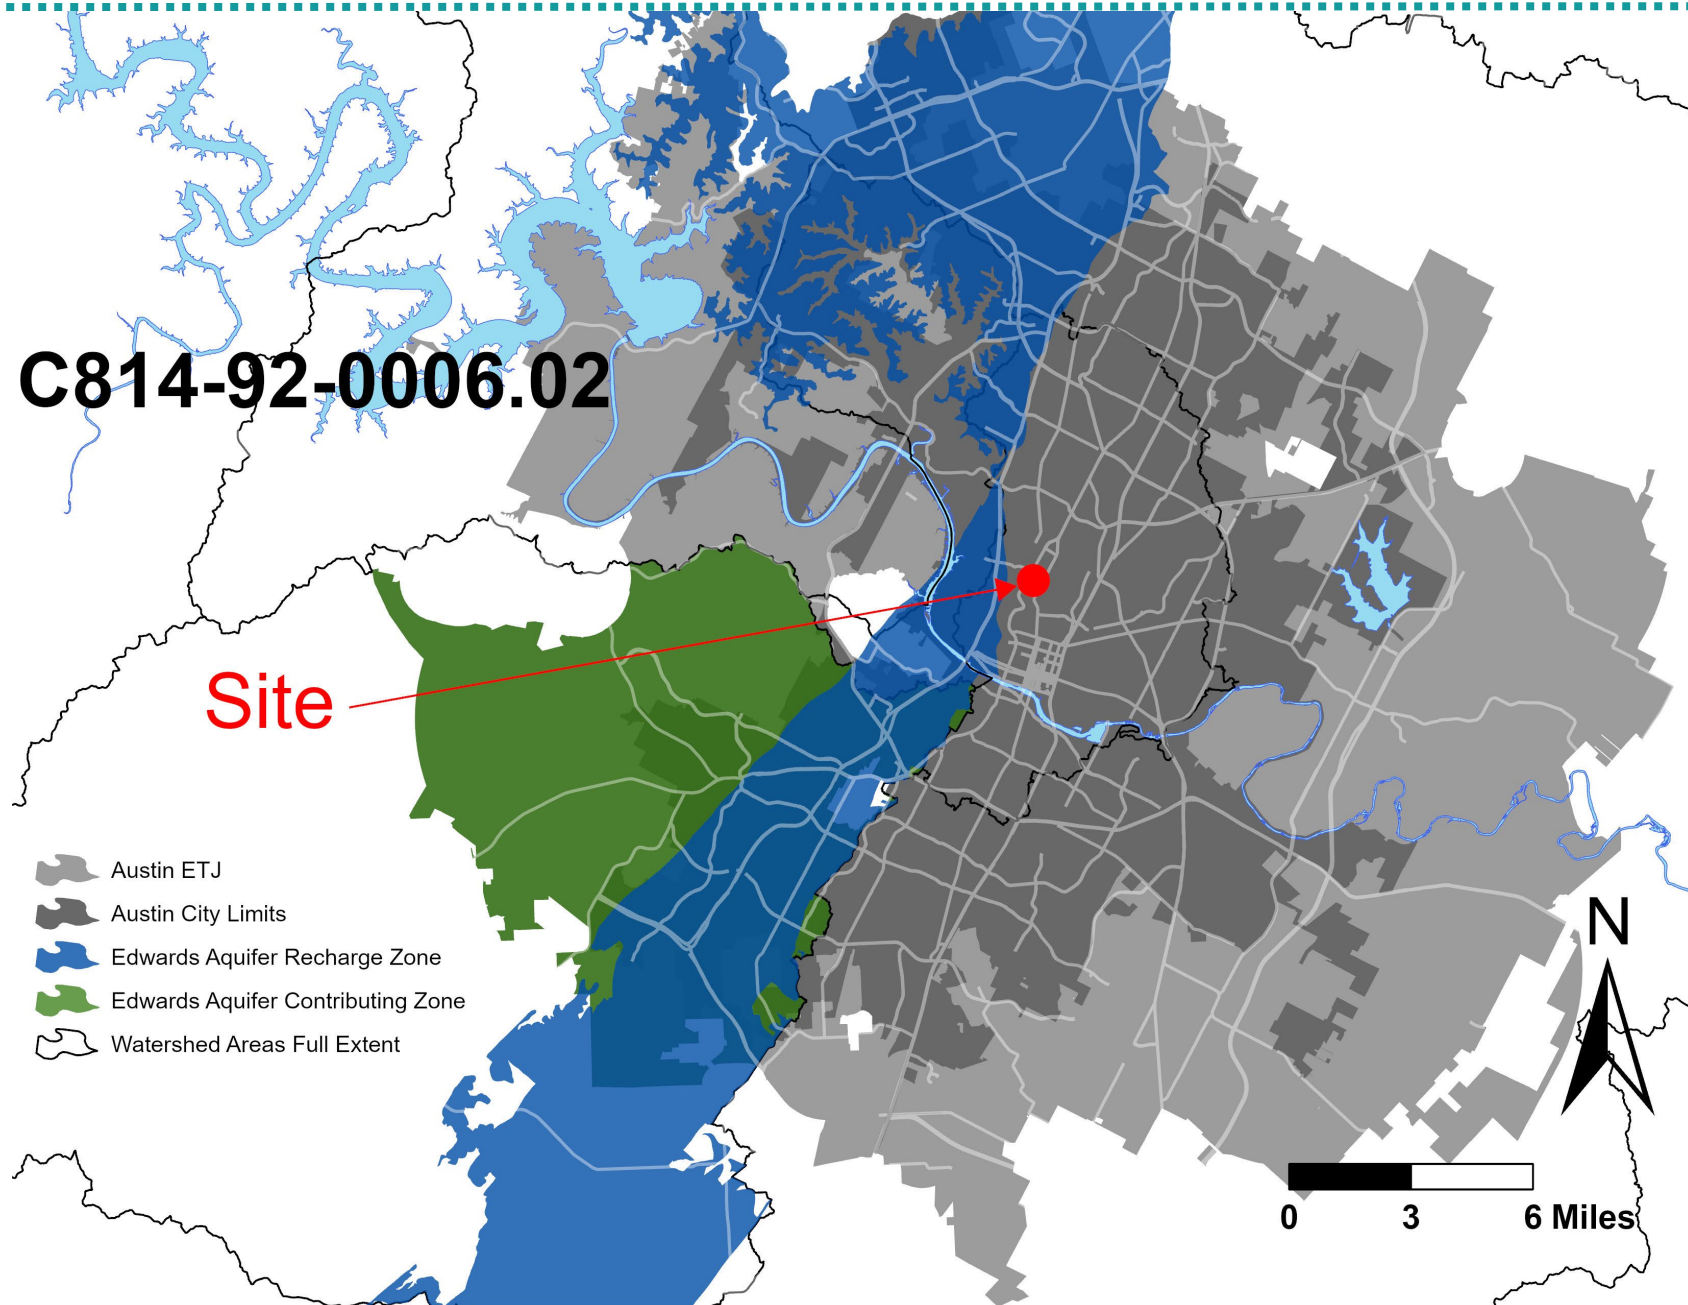 C814-92-0006.02
Site
Austin ETJ
Austin City Limits
Edwards Aquifer Recharge Zone
Edwards Aquifer Contributing Zone
Watershed Areas Full Extent
N
0 3 6 Miles